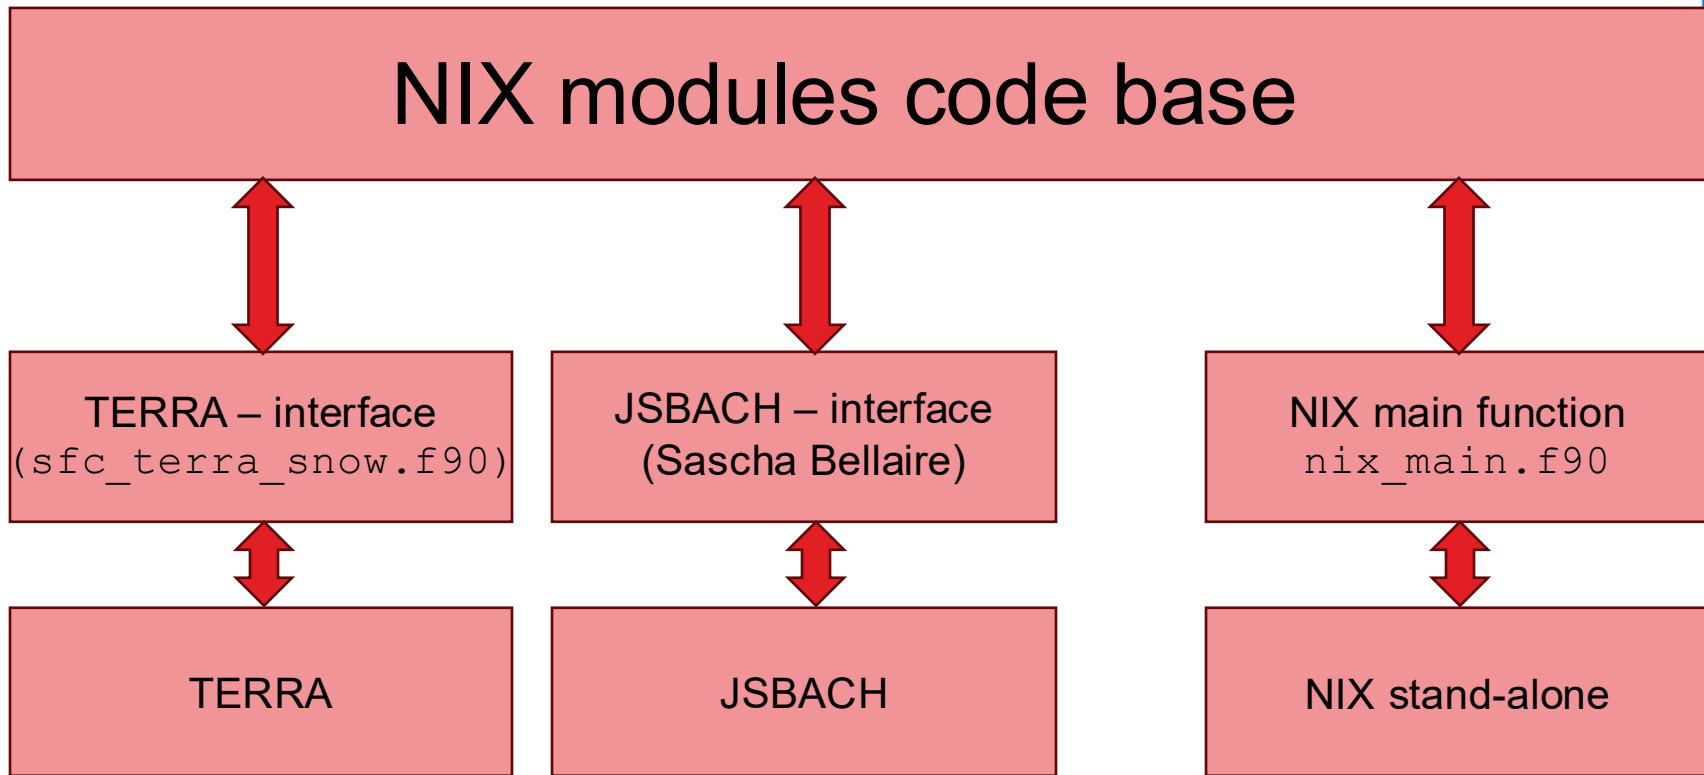 NIX modules code base
TERRA – interface
(sfc_terra_snow.f90)
JSBACH – interface
(Sascha Bellaire)
NIX main function
nix_main.f90
TERRA
JSBACH
NIX stand-alone